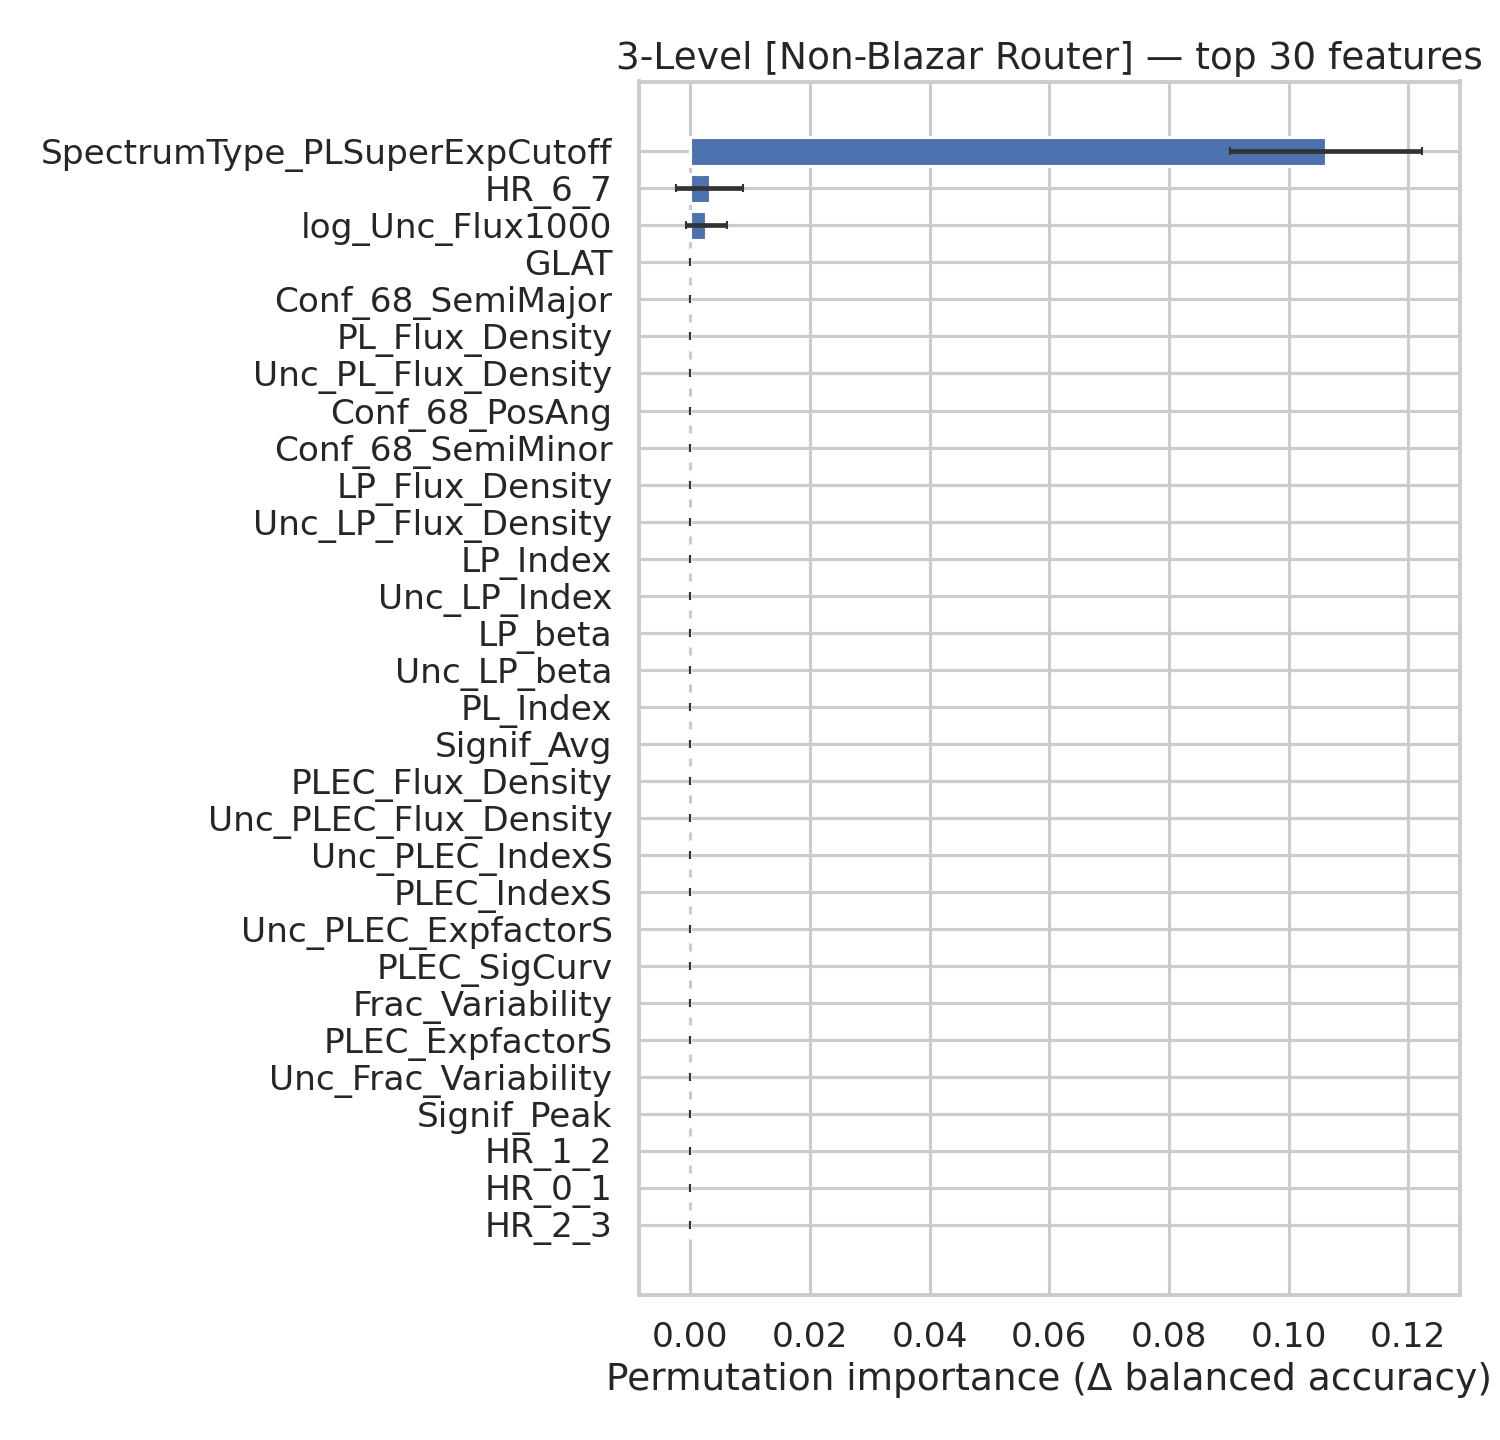 3-Level [Non-Blazar Router] — top 30 features
SpectrumType_PLSuperExpCutoff
HR_6_7
log_Unc_Flux1000
GLAT
Conf_68_SemiMajor
PL_Flux_Density
Unc_PL_Flux_Density
Conf_68_PosAng
Conf_68_SemiMinor
LP_Flux_Density
Unc_LP_Flux_Density
LP_Index
Unc_LP_Index
LP_beta
Unc_LP_beta
PL_Index
Signif_Avg
PLEC_Flux_Density
Unc_PLEC_Flux_Density
Unc_PLEC_IndexS
PLEC_IndexS
Unc_PLEC_ExpfactorS
PLEC_SigCurv
Frac_Variability
PLEC_ExpfactorS
Unc_Frac_Variability
Signif_Peak
HR_1_2
HR_0_1
HR_2_3
0.00 0.02 0.04 0.06 0.08 0.10 0.12
Permutation importance (Δ balanced accuracy)